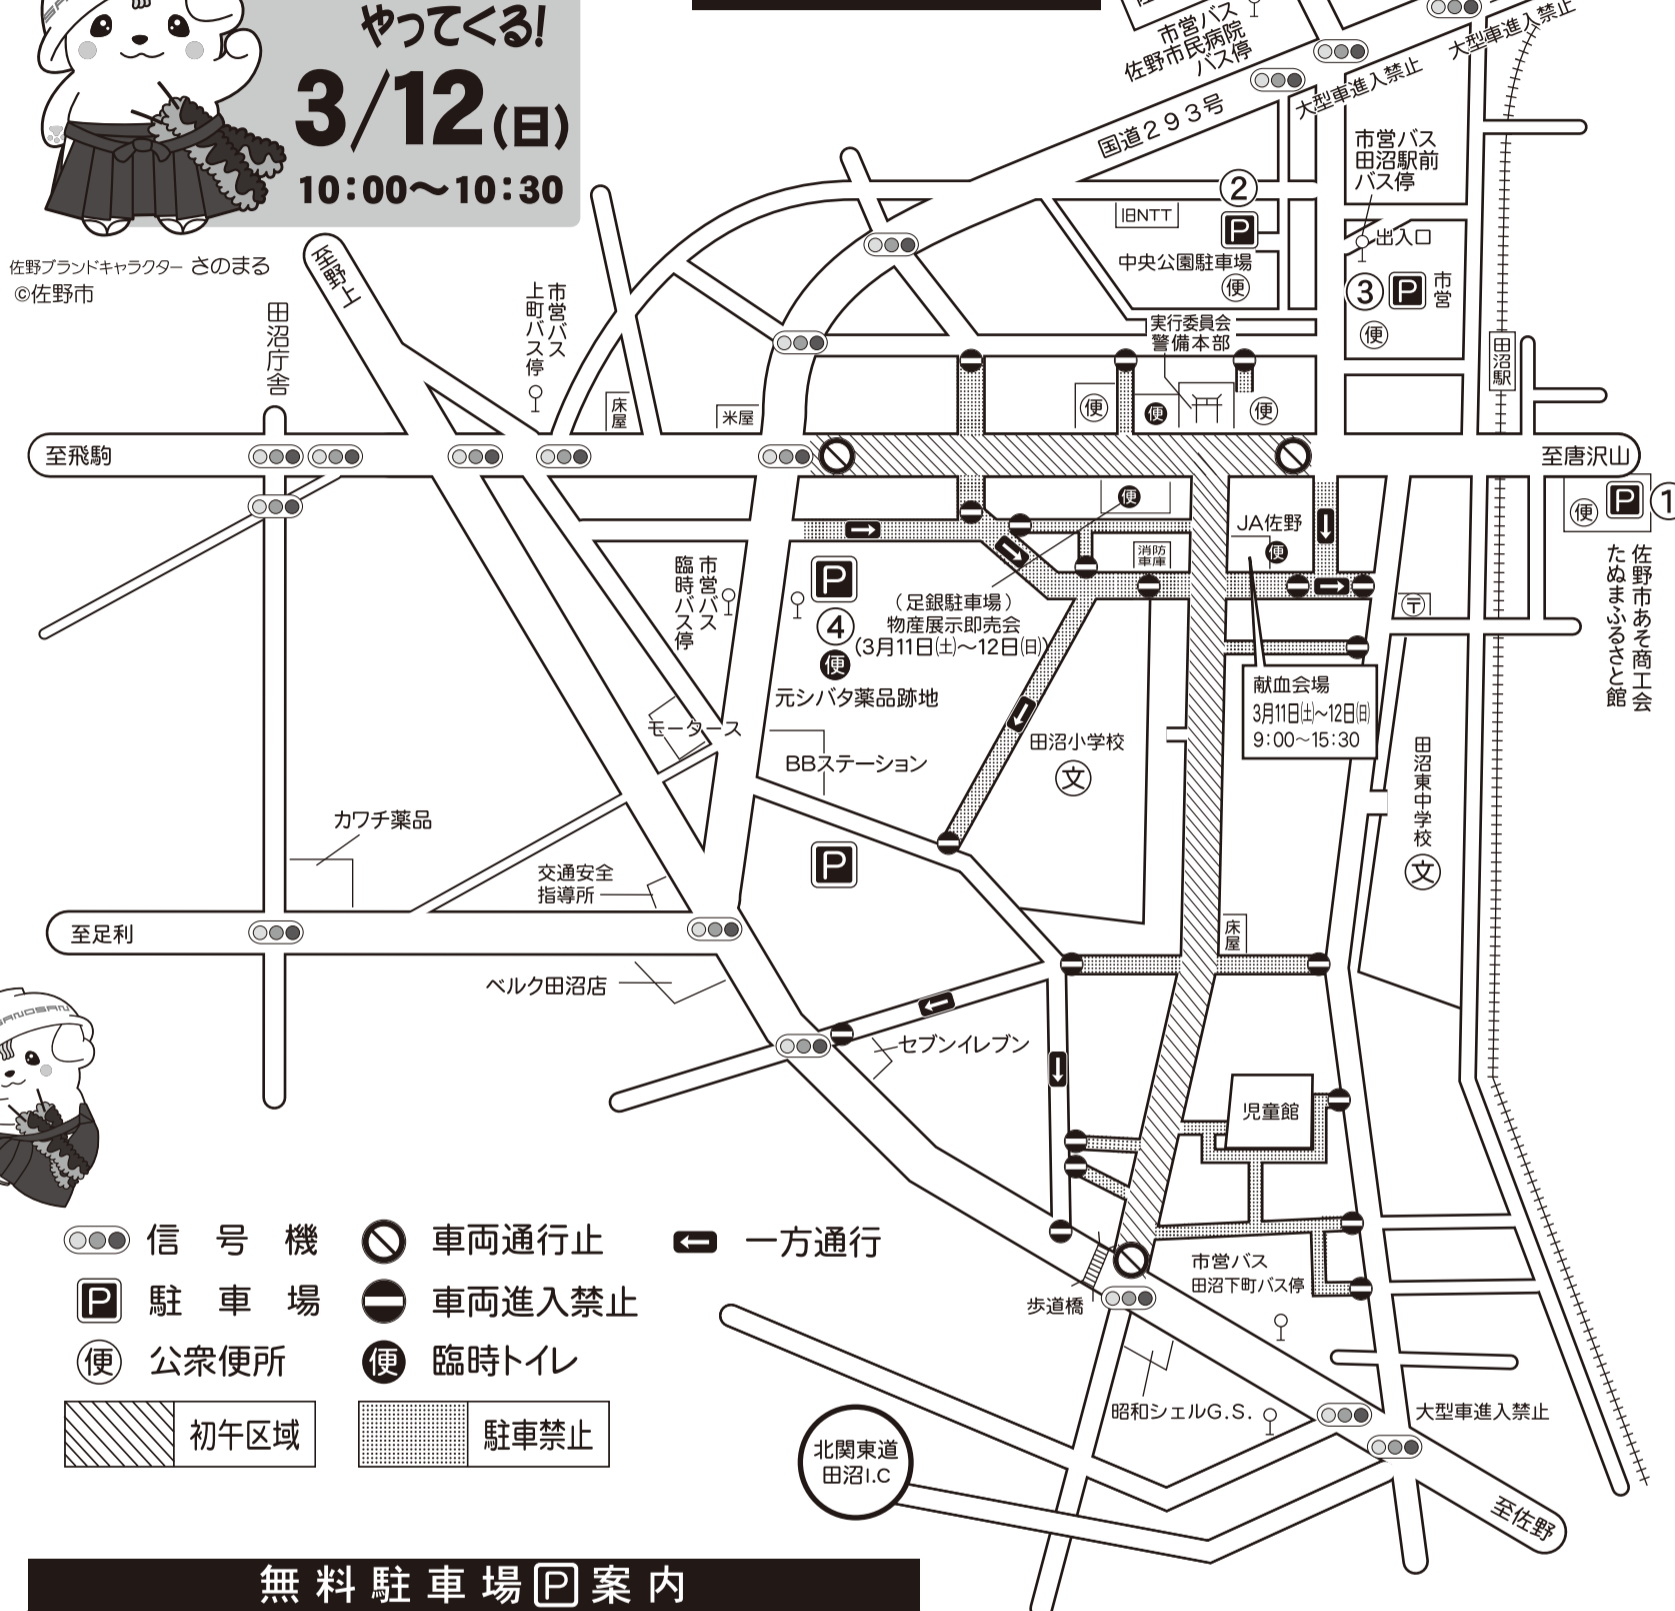 やってくる!
3/12(日)
10:00〜10:30
佐野ブランドキャラクター さのまる
©佐野市
市営バス
佐野市民病院
バス停
大型車進入禁止
大型車進入禁止
国道293号
市営バス
田沼駅前
バス停
②
旧NTT
P
中央公園駐車場
便
出入口
③
P
市営
便
至野上
田沼庁舎
市営バス
上町バス停
実行委員会
警備本部
田沼駅
床屋
米屋
便
便
便
至飛駒
至唐沢山
便
P
①
佐野市あそ商工会
たぬまふるさと館
便
JA佐野
便
消防
車庫
市営バス
臨時バス停
P
④
便
(足銀駐車場)
物産展示即売会
(3月11日㈯〜12日㈰)
元シバタ薬品跡地
〒
献血会場
3月11日㈯〜12日㈰
9:00〜15:30
モータース
BBステーション
田沼小学校
文
田沼東中学校
文
カワチ薬品
P
交通安全
指導所
至足利
床屋
ベルク田沼店
SANOSAN
セブンイレブン
児童館
信号機
車両通行止
一方通行
P
駐車場
車両進入禁止
便
公衆便所
便
臨時トイレ
初午区域
駐車禁止
市営バス
田沼下町バス停
歩道橋
昭和シェルG.S.
大型車進入禁止
北関東道
田沼I.C
至佐野
無料駐車場P案内